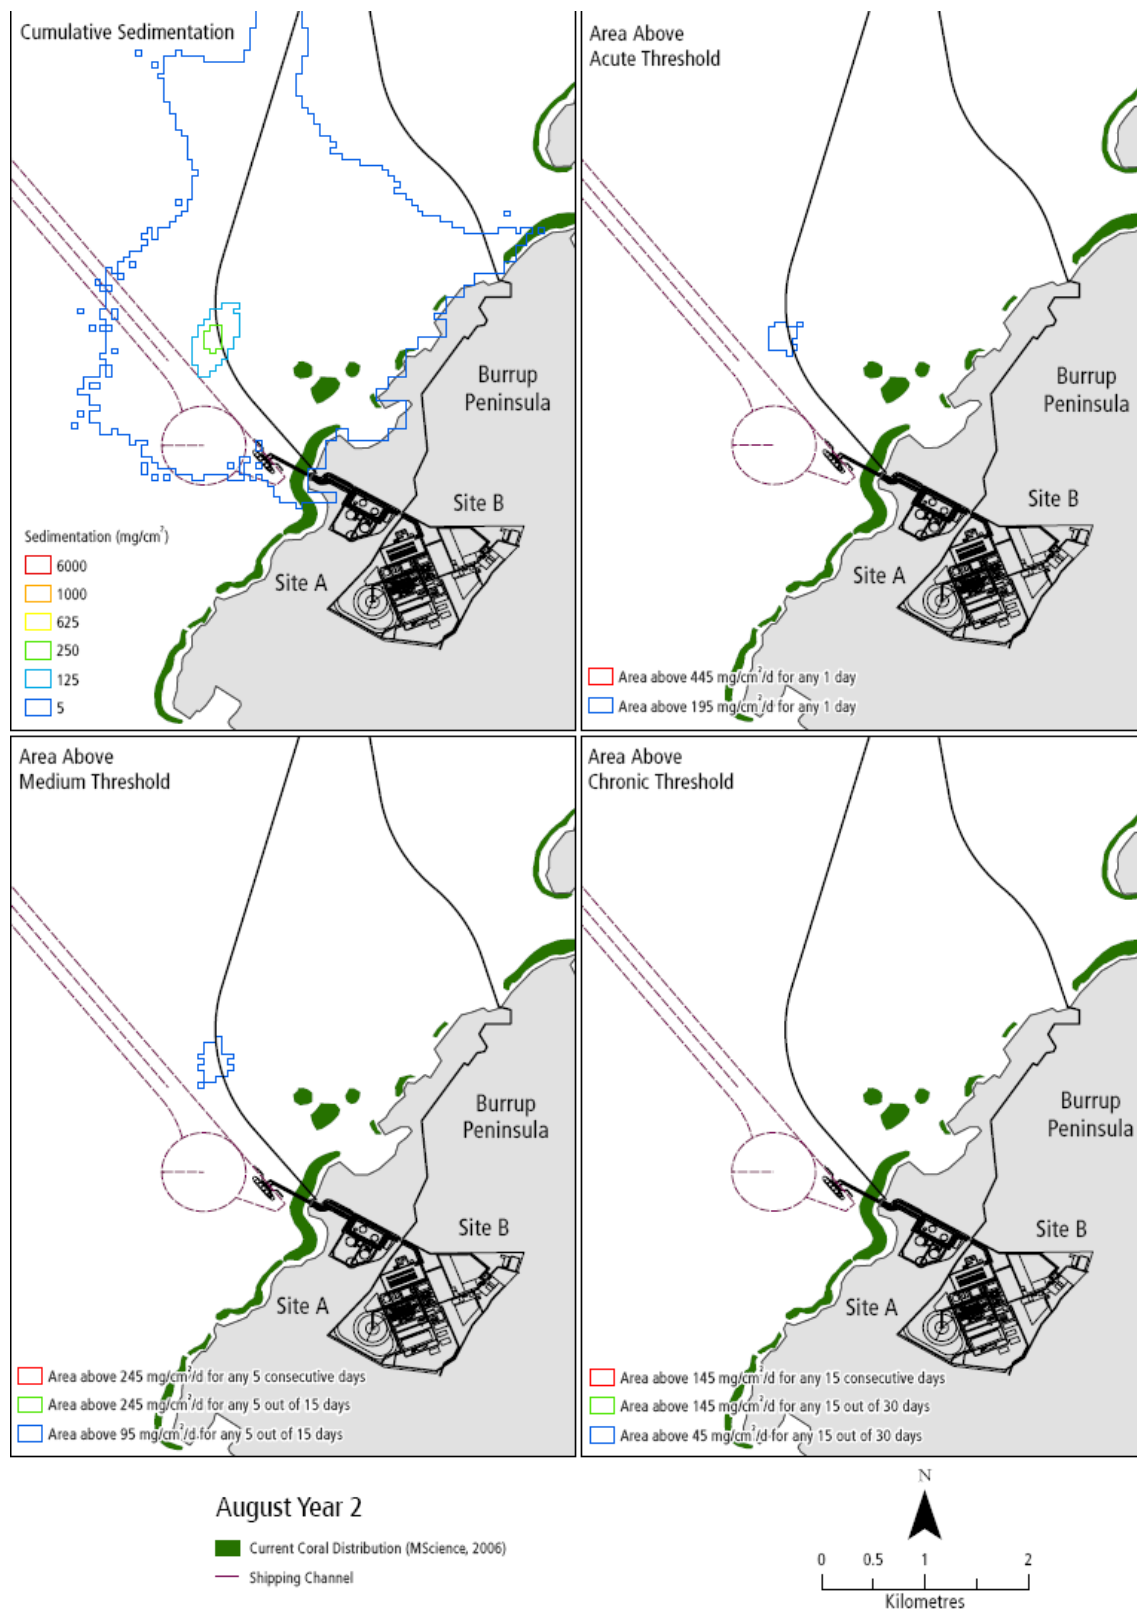 Cumulative Sedimentation
Burrup
Peninsula
Site B
Site A
Sedimentation (mg/cm²)
6000
1000
625
250
125
5
Area Above
Acute Threshold
Burrup
Peninsula
Site B
Site A
Area above 445 mg/cm²/d for any 1 day
Area above 195 mg/cm²/d for any 1 day
Area Above
Medium Threshold
Burrup
Peninsula
Site B
Site A
Area above 245 mg/cm²/d for any 5 consecutive days
Area above 245 mg/cm²/d for any 5 out of 15 days
Area above 95 mg/cm²/d for any 5 out of 15 days
Area Above
Chronic Threshold
Burrup
Peninsula
Site B
Site A
Area above 145 mg/cm²/d for any 15 consecutive days
Area above 145 mg/cm²/d for any 15 out of 30 days
Area above 45 mg/cm²/d for any 15 out of 30 days
August Year 2
Current Coral Distribution (MScience, 2006)
Shipping Channel
N
0 0.5 1 2
Kilometres